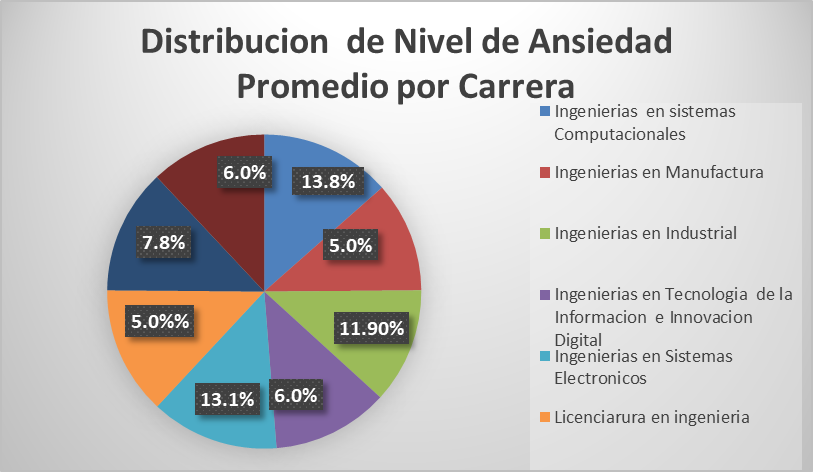 Distribucion de Nivel de Ansiedad
Promedio por Carrera
6.0%
13.8%
7.8%
5.0%
5.0%%
11.90%
13.1%
6.0%
Ingenierias en sistemas
Computacionales
Ingenierias en Manufactura
Ingenierias en Industrial
Ingenierias en Tecnologia de la
Informacion e Innovacion
Digital
Ingenierias en Sistemas
Electronicos
Licenciarura en ingenieria